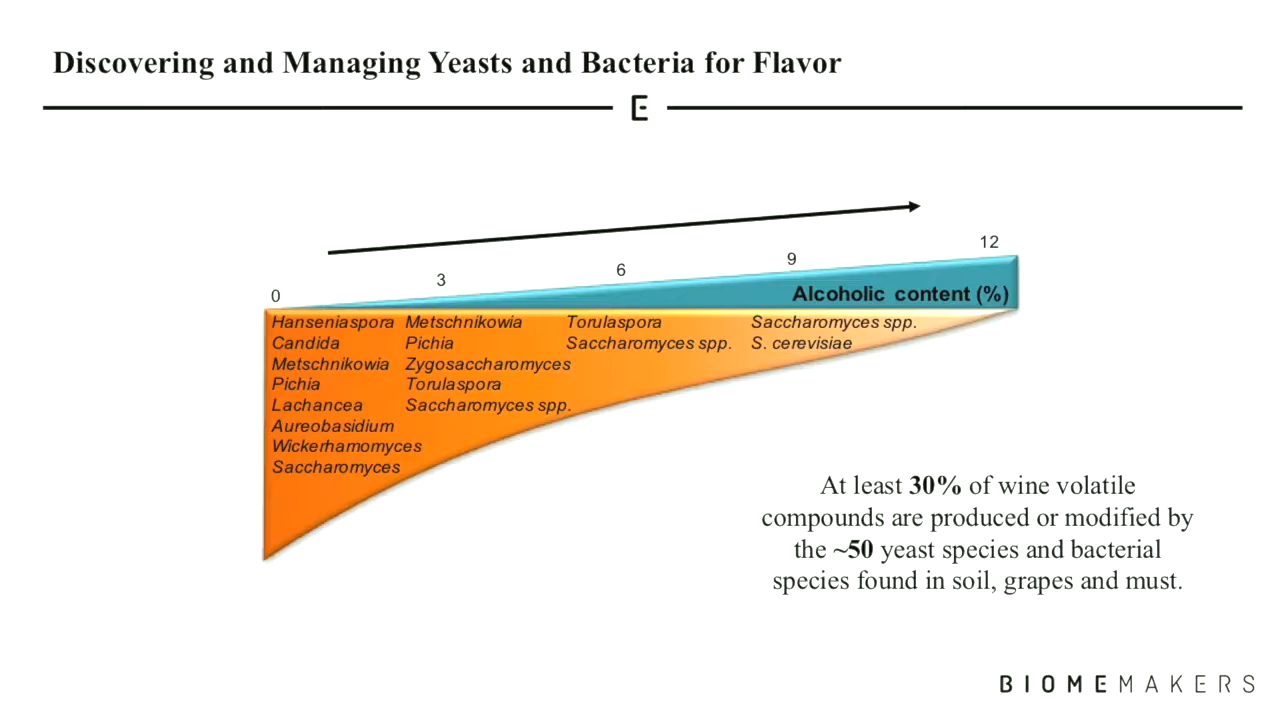 Discovering and Managing Yeasts and Bacteria for Flavor
E
12
9
6
3
0
Alcoholic content (%)
Hanseniaspora Metschnikowia Torulaspora Saccharomyces spp.
Candida Pichia Saccharomyces spp. S. cerevisiae
Metschnikowia Zygosaccharomyces
Pichia Torulaspora
Lachancea Saccharomyces spp.
Aureobasidium
Wickerhamomyces
Saccharomyces
At least 30% of wine volatile
compounds are produced or modified by
the ~50 yeast species and bacterial
species found in soil, grapes and must.
BIOMEMAKERS